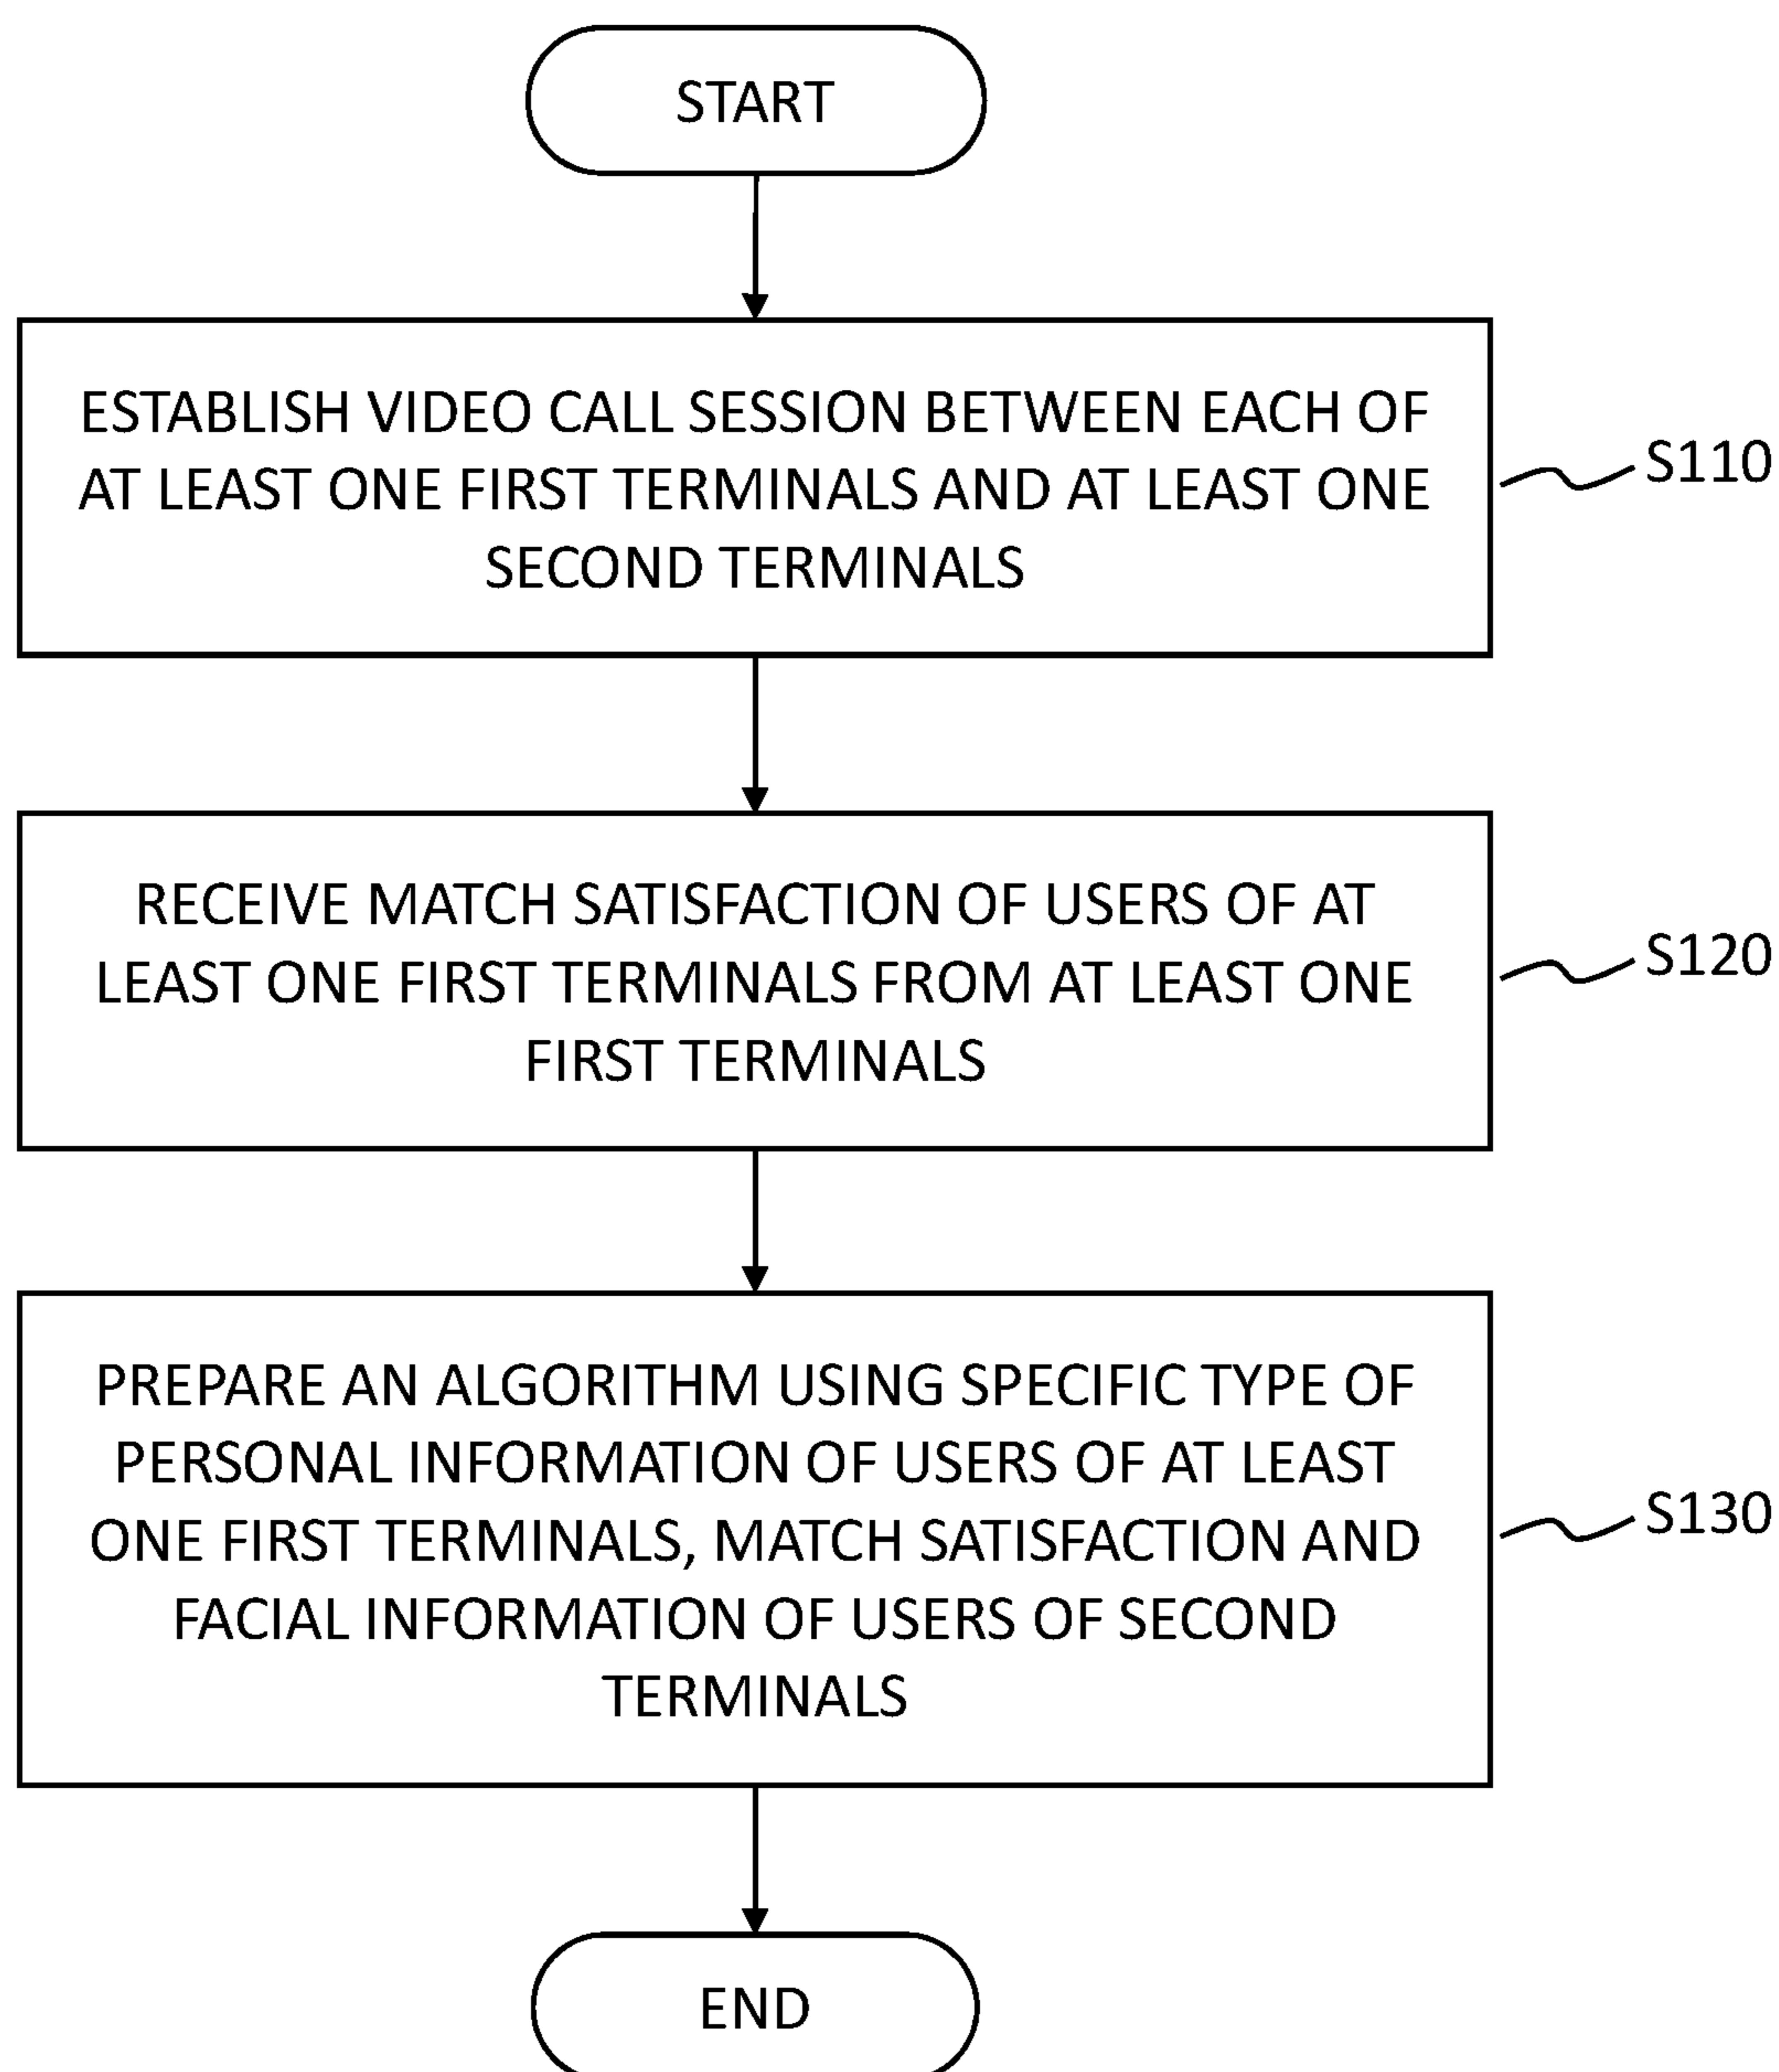 START
ESTABLISH VIDEO CALL SESSION BETWEEN EACH OF
AT LEAST ONE FIRST TERMINALS AND AT LEAST ONE
SECOND TERMINALS
S110
RECEIVE MATCH SATISFACTION OF USERS OF AT
LEAST ONE FIRST TERMINALS FROM AT LEAST ONE
FIRST TERMINALS
S120
PREPARE AN ALGORITHM USING SPECIFIC TYPE OF
PERSONAL INFORMATION OF USERS OF AT LEAST
ONE FIRST TERMINALS, MATCH SATISFACTION AND
FACIAL INFORMATION OF USERS OF SECOND
TERMINALS
S130
END